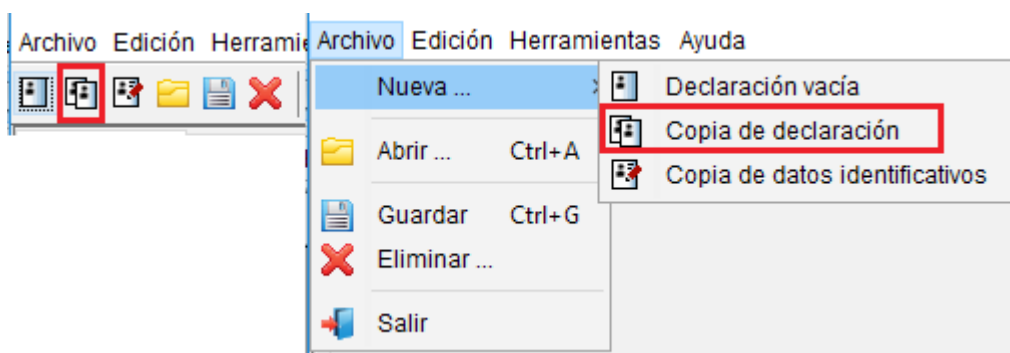 Archivo Edición Herramie
Archivo Edición Herramientas Ayuda
Nueva ...
Declaración vacía
Copia de declaración
Copia de datos identificativos
Abrir ... Ctrl+A
Guardar Ctrl+G
Eliminar ...
Salir